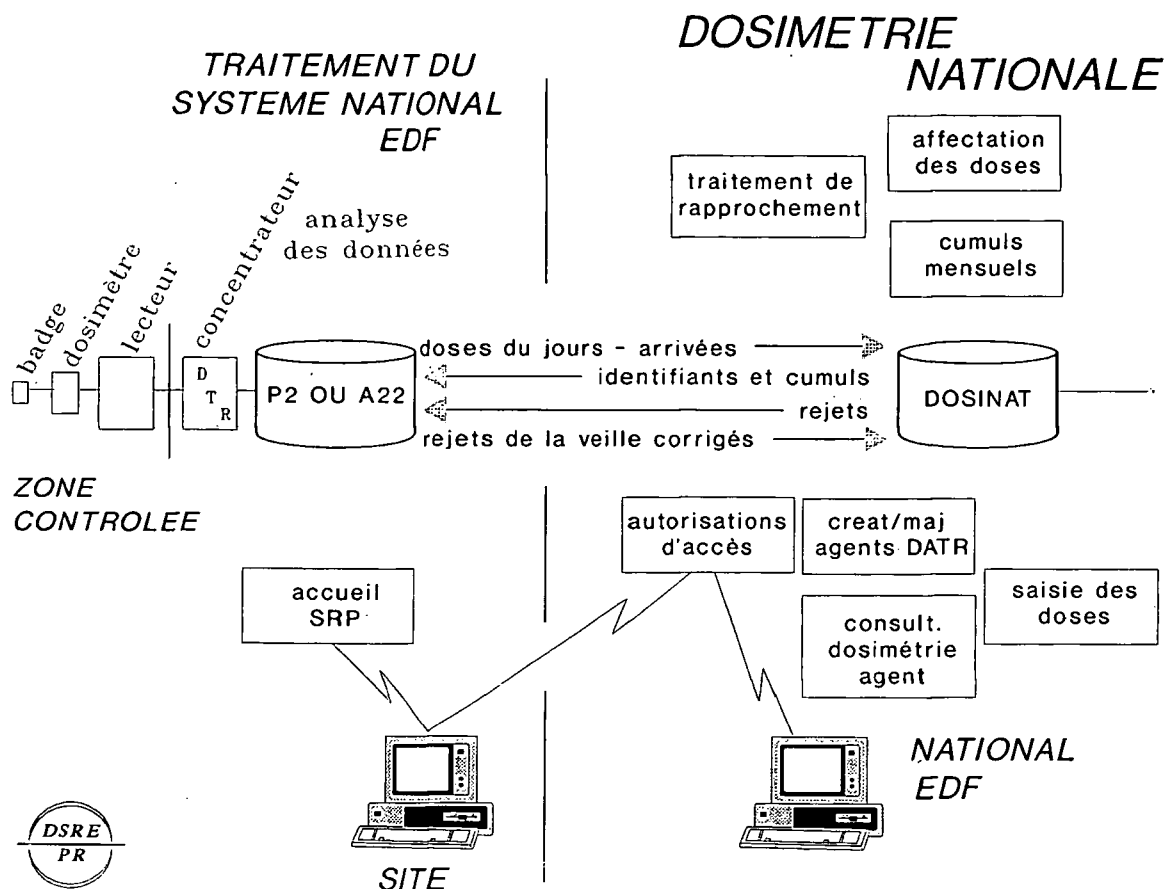 DOSIMETRIE
NATIONALE
TRAITEMENT DU
SYSTÈME NATIONAL
EDF
affectation
des doses
traitement de
rapprochement
cumuls
mensuels
analyse
des données
badge
dosimètre
lecteur
concentrateur
D
T
R
P2 OU A22
doses du jours - arrivées
identifiants et cumuls
rejets
rejets de la veille corrigés
DOSINAT
ZONE
CONTROLEE
autorisations
d'accès
creat/maj
agents DATR
saisie des
doses
accueil
SRP
consult.
dosimétrie
agent
NATIONAL
EDF
DSRE
PR
SITE